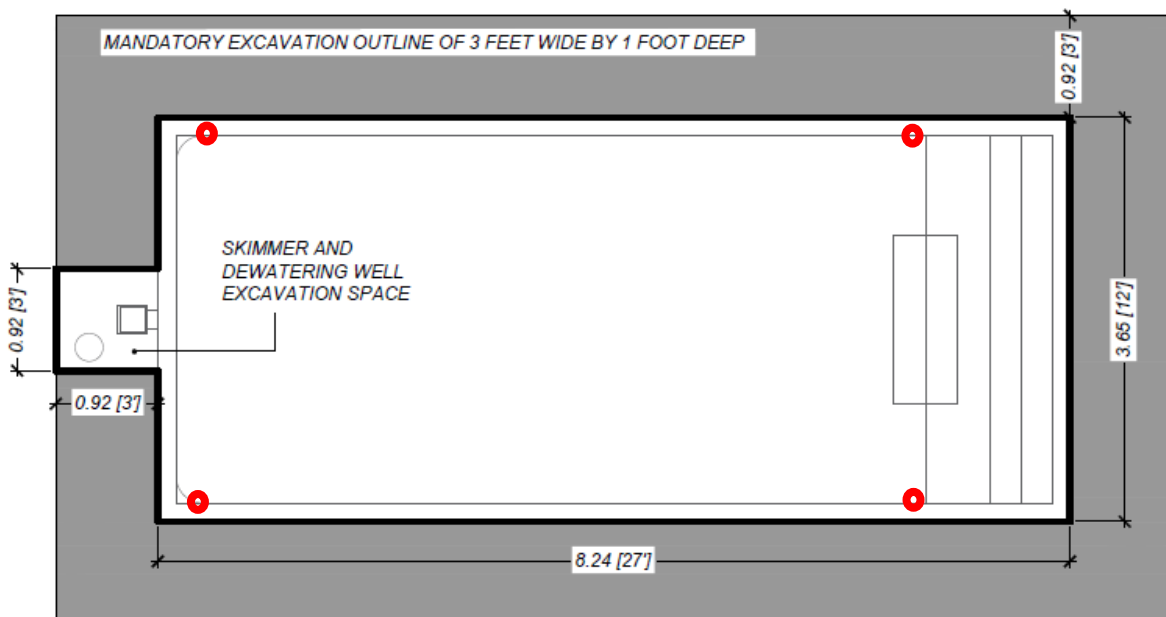 MANDATORY EXCAVATION OUTLINE OF 3 FEET WIDE BY 1 FOOT DEEP
0.92 [3']
SKIMMER AND
DEWATERING WELL
EXCAVATION SPACE
0.92 [3']
3.65 [12']
0.92 [3']
8.24 [27']